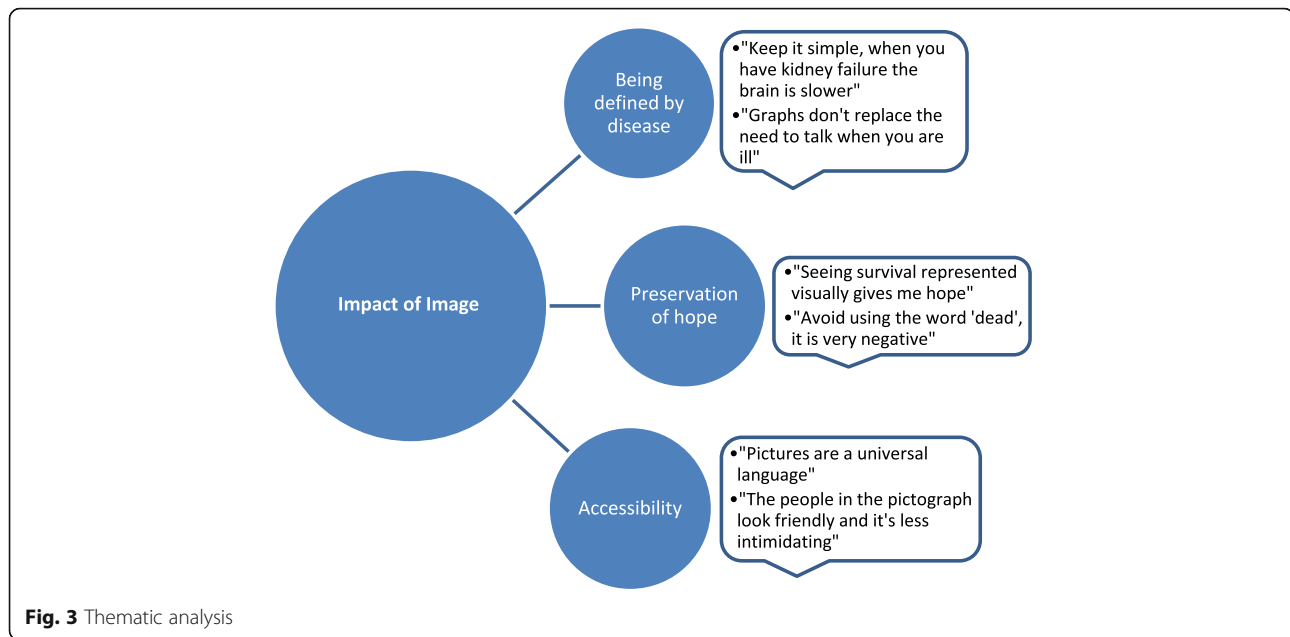 Being
defined by
disease
•"Keep it simple, when you
have kidney failure the
brain is slower"
•"Graphs don't replace the
need to talk when you are
ill"
Impact of Image
Preservation
of hope
•"Seeing survival represented
visually gives me hope"
•"Avoid using the word 'dead',
it is very negative"
Accessibility
•"Pictures are a universal
language"
•"The people in the pictograph
look friendly and it's less
intimidating"
Fig. 3 Thematic analysis